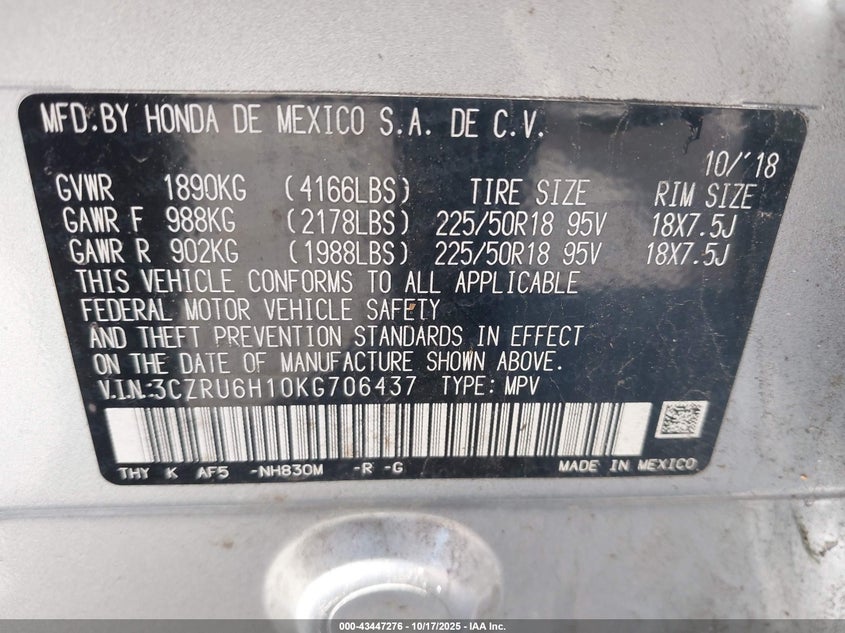 MFD.BY HONDA DE MEXICO S.A. DE C.V.
10/'18
GVWR 1890KG (4166LBS) TIRE SIZE RIM SIZE
GAWR F 988KG (2178LBS) 225/50R18 95V 18X7.5J
GAWR R 902KG (1988LBS) 225/50R18 95V 18X7.5J
THIS VEHICLE CONFORMS TO ALL APPLICABLE
FEDERAL MOTOR VEHICLE SAFETY
AND THEFT PREVENTION STANDARDS IN EFFECT
ON THE DATE OF MANUFACTURE SHOWN ABOVE.
V.I.N:3CZRU6H10KG706437 TYPE: MPV
THY K AF5 -NH830M -R -G MADE IN MEXICO
000-43447276 - 10/17/2025 - IAA Inc.